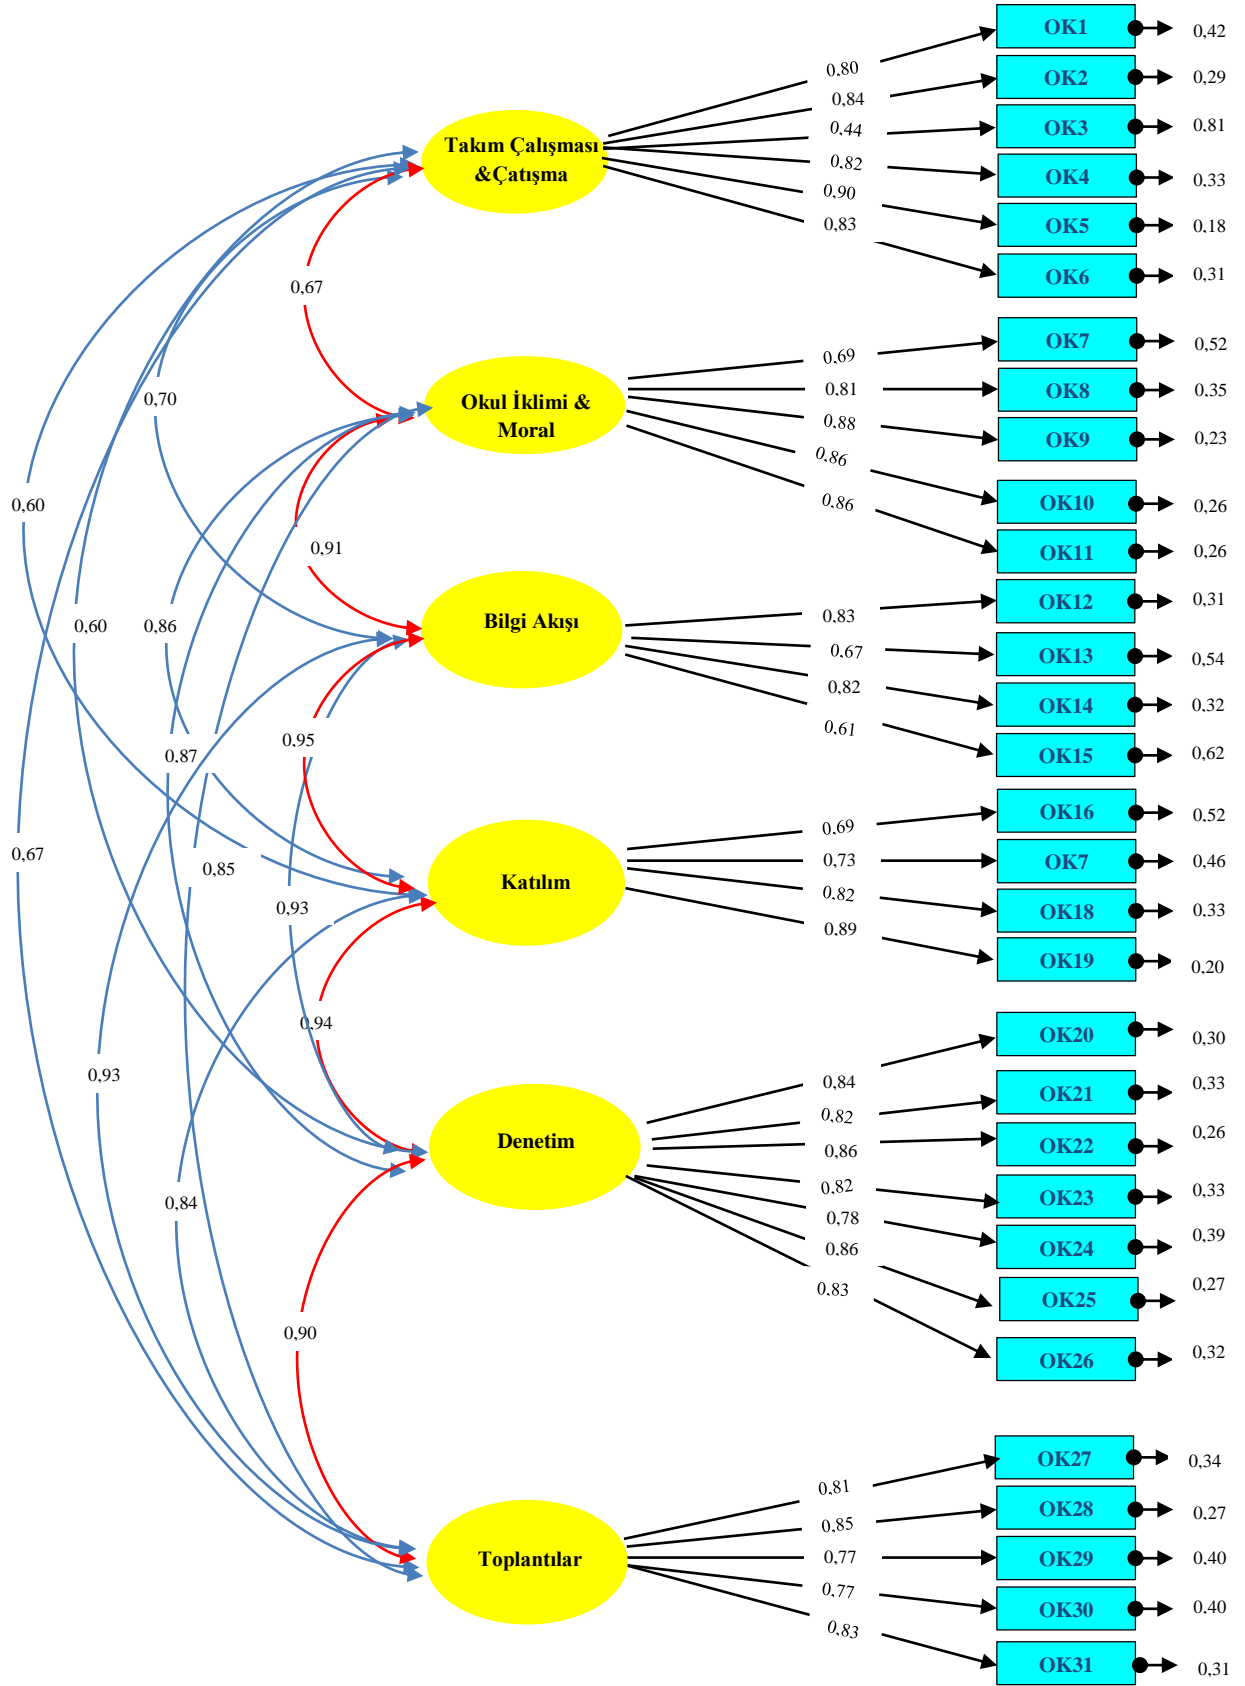 OK1
0,42
0,80
OK2
0,29
0,84
OK3
0,81
0,44
Takım Çalışması
&Çatışma
OK4
0,33
0,82
OK5
0,18
0,90
OK6
0,31
0,83
0,67
OK7
0,52
0,69
OK8
0,35
0,81
Okul İklimi &
Moral
OK9
0,23
0,88
OK10
0,26
0,86
OK11
0,26
0,86
0,70
0,60
0,91
OK12
0,31
0,83
Bilgi Akışı
OK13
0,54
0,67
OK14
0,32
0,82
OK15
0,62
0,61
0,60
0,86
0,95
0,87
OK16
0,52
0,69
OK7
0,46
0,73
Katılım
OK18
0,33
0,82
OK19
0,20
0,89
0,67
0,85
0,93
0,94
OK20
0,30
0,84
OK21
0,33
0,82
OK22
0,26
0,86
Denetim
OK23
0,33
0,82
OK24
0,39
0,78
OK25
0,27
0,86
OK26
0,32
0,83
0,93
0,84
0,90
OK27
0,34
0,81
OK28
0,27
0,85
Toplantılar
OK29
0,40
0,77
OK30
0,40
0,77
OK31
0,31
0,83